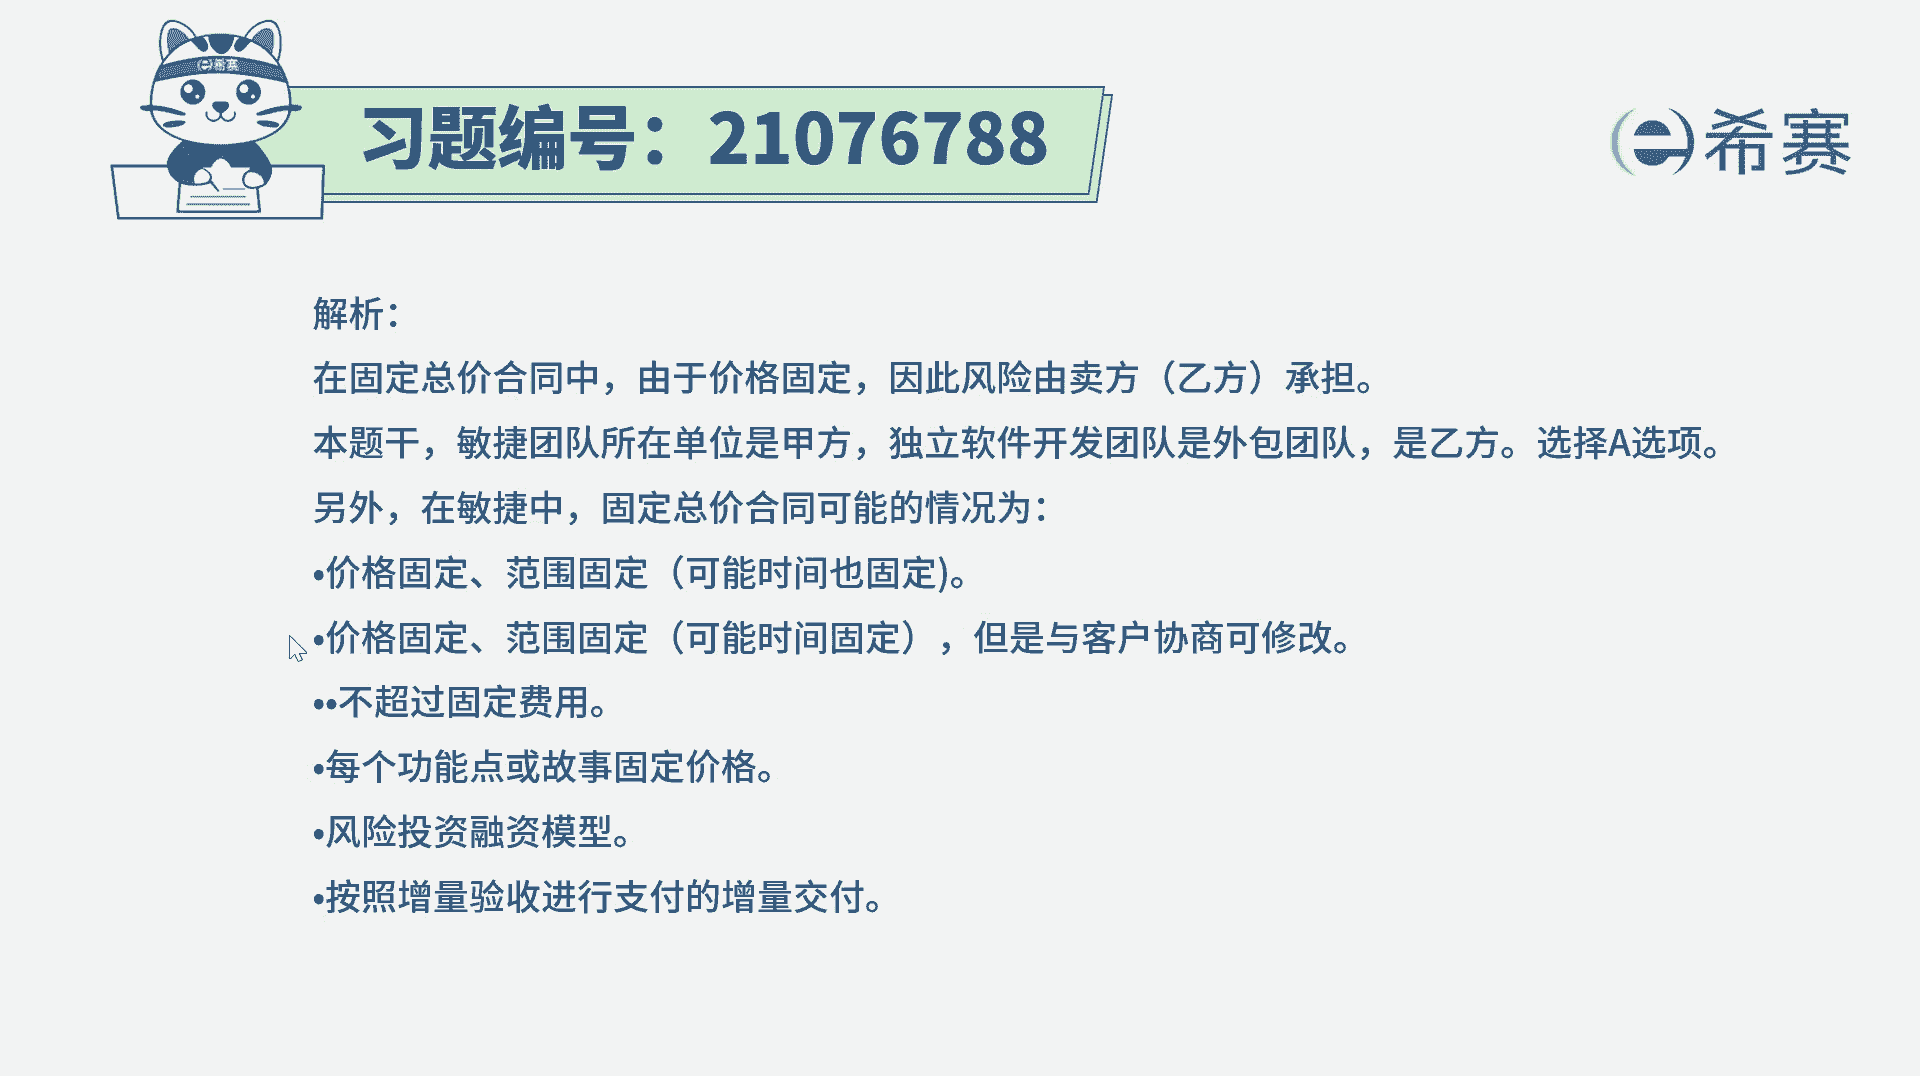 希赛
习题编号：21076788
希赛
解析：
在固定总价合同中，由于价格固定，因此风险由卖方（乙方）承担。
本题干，敏捷团队所在单位是甲方，独立软件开发团队是外包团队，是乙方。选择A选项。
另外，在敏捷中，固定总价合同可能的情况为：
•价格固定、范围固定（可能时间也固定)。
•价格固定、范围固定（可能时间固定），但是与客户协商可修改。
••不超过固定费用。
•每个功能点或故事固定价格。
•风险投资融资模型。
•按照增量验收进行支付的增量交付。